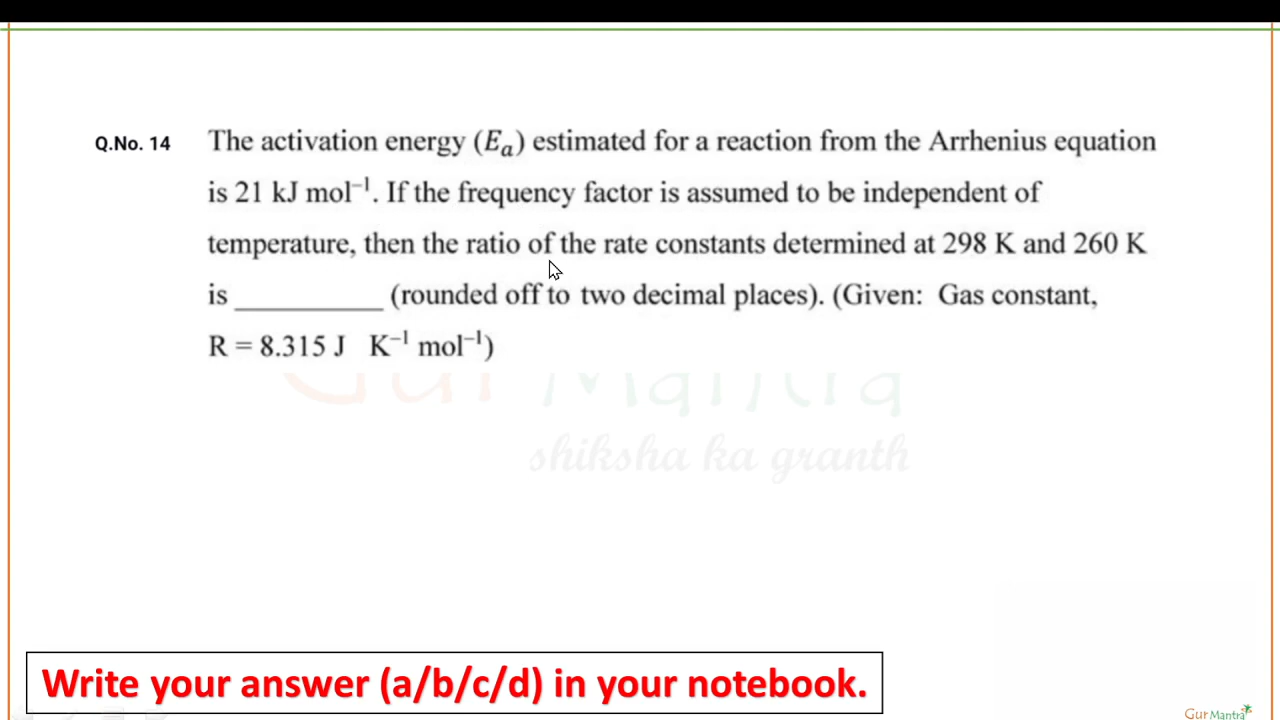 Q.No. 14 The activation energy (Eₐ) estimated for a reaction from the Arrhenius equation
is 21 kJ mol⁻¹. If the frequency factor is assumed to be independent of
temperature, then the ratio of the rate constants determined at 298 K and 260 K
is __________ (rounded off to two decimal places). (Given: Gas constant,
R = 8.315 J K⁻¹ mol⁻¹)
Gur Mantra
shiksha ka granth
Write your answer (a/b/c/d) in your notebook.
Gur Mantra